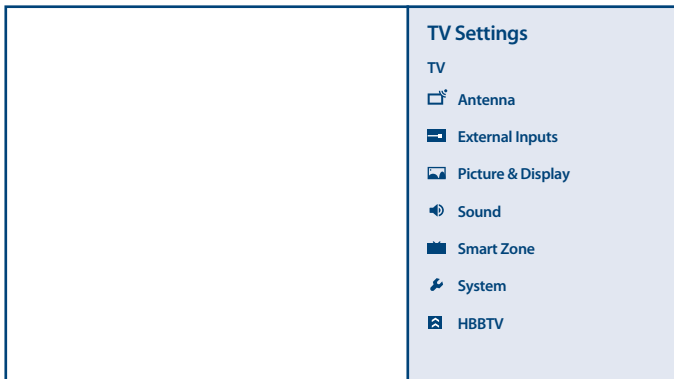 TV Settings
TV
Antenna
External Inputs
Picture & Display
Sound
Smart Zone
System
HBBTV